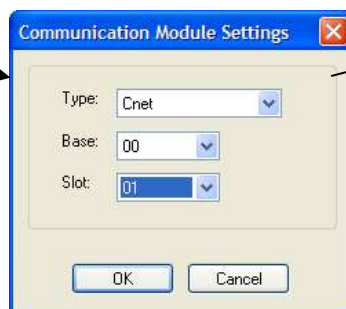 Communication Module Settings
Type: Cnet
Base: 00
Slot: 01
OK Cancel